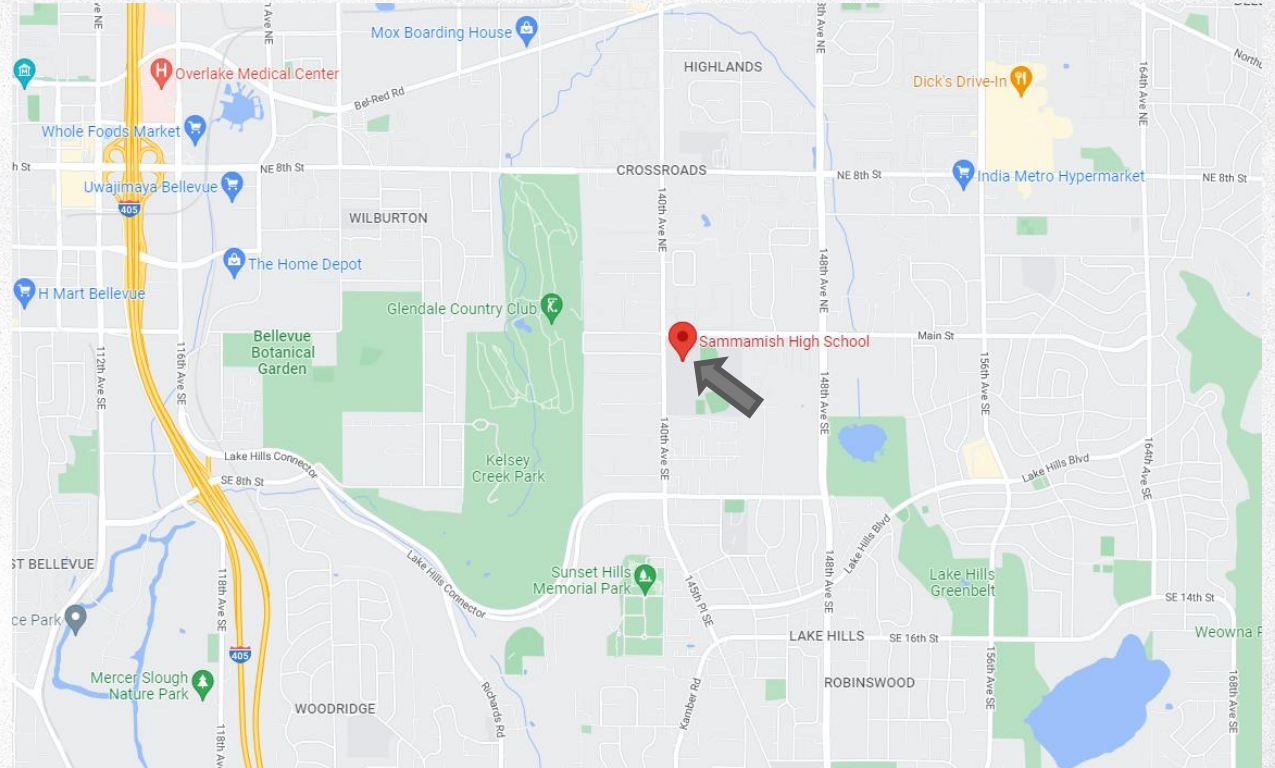 Mox Boarding House
HIGHLANDS
Overlake Medical Center
Dick's Drive-In
164th Ave NE
Bel-Red Rd
Whole Foods Market
NE 8th St
CROSSROADS
NE 8th St
India Metro Hypermarket
NE 8th St
Uwajimaya Bellevue
405
WILBURTON
140th Ave NE
The Home Depot
148th Ave NE
H Mart Bellevue
Glendale Country Club
Bellevue
Botanical
Garden
Sammamish High School
Main St
112th Ave SE
116th Ave SE
156th Ave SE
148th Ave SE
140th Ave SE
164th Ave SE
Lake Hills Connector
SE 8th St
Kelsey
Creek Park
Lake Hills Blvd
Lake Hills Blvd
ST BELLEVUE
Lake Hills Connector
Sunset Hills
Memorial Park
118th Ave SE
145th Pl SE
148th Ave SE
Lake Hills
Greenbelt
SE 14th St
ce Park
LAKE HILLS
SE 16th St
Weowna
405
156th Ave SE
168th Ave SE
Mercer Slough
Nature Park
ROBINSWOOD
WOODRIDGE
Richards Rd
Kamber Rd
118th Av